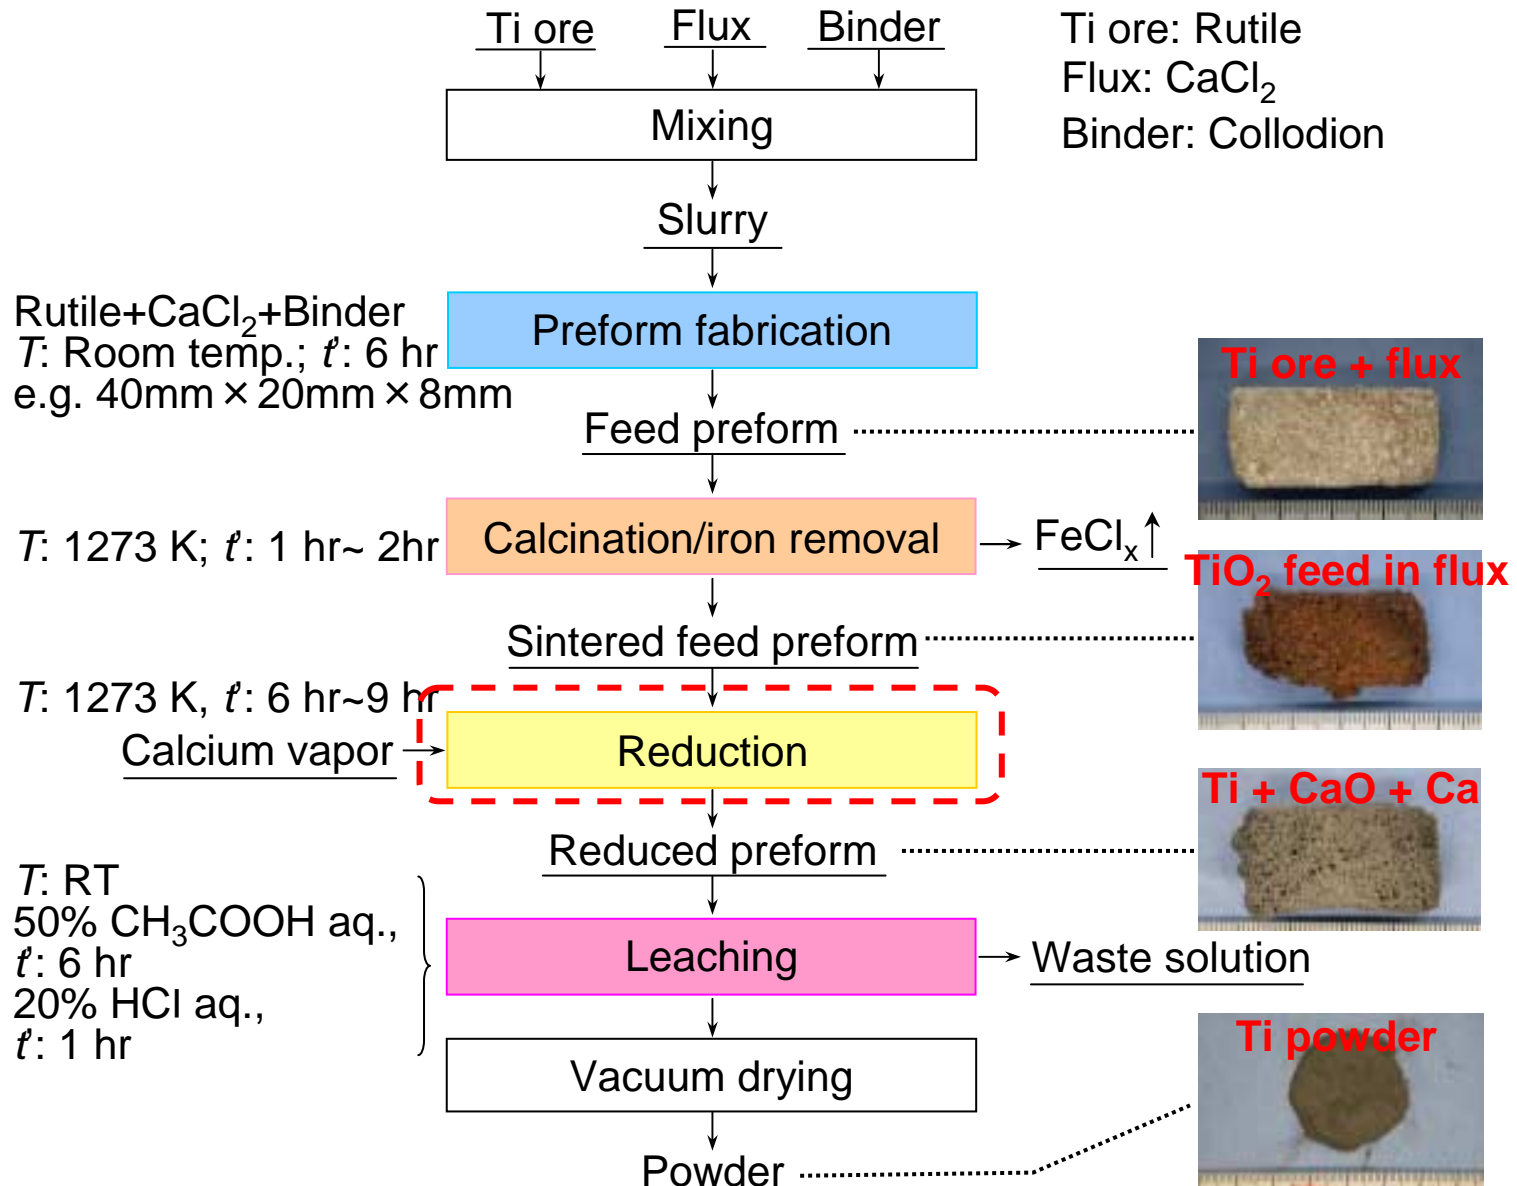 Ti ore
Flux
Binder
Ti ore: Rutile
Flux: CaCl₂
Binder: Collodion
Mixing
Slurry
Rutile+CaCl₂+Binder
T: Room temp.; t': 6 hr
e.g. 40mm × 20mm × 8mm
Preform fabrication
Ti ore + flux
Feed preform
T: 1273 K; t': 1 hr~ 2hr
Calcination/iron removal
FeClₓ↑
TiO₂ feed in flux
Sintered feed preform
T: 1273 K, t': 6 hr~9 hr
Calcium vapor
Reduction
Ti + CaO + Ca
Reduced preform
T: RT
50% CH₃COOH aq.,
t': 6 hr
20% HCl aq.,
t': 1 hr
Leaching
Waste solution
Vacuum drying
Ti powder
Powder